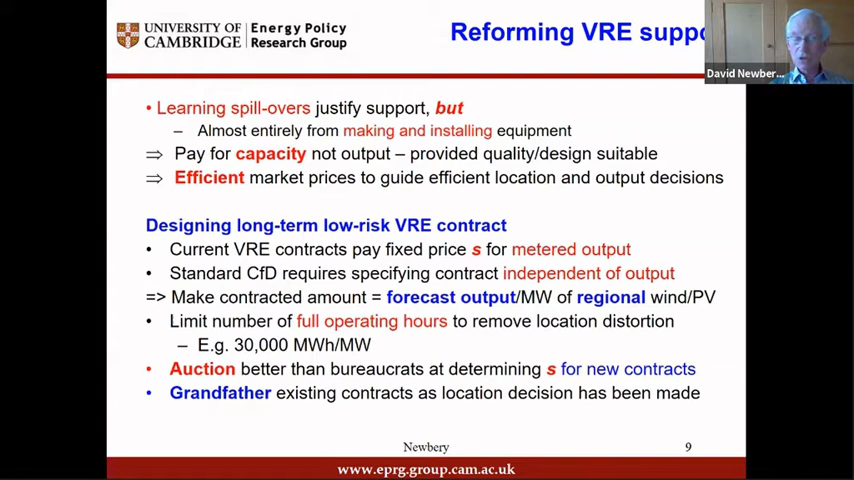 UNIVERSITY OF CAMBRIDGE
Energy Policy Research Group
Reforming VRE suppo
David Newber...
• Learning spill-overs justify support, but
– Almost entirely from making and installing equipment
⇒ Pay for capacity not output – provided quality/design suitable
⇒ Efficient market prices to guide efficient location and output decisions
Designing long-term low-risk VRE contract
• Current VRE contracts pay fixed price s for metered output
• Standard CfD requires specifying contract independent of output
=> Make contracted amount = forecast output/MW of regional wind/PV
• Limit number of full operating hours to remove location distortion
– E.g. 30,000 MWh/MW
• Auction better than bureaucrats at determining s for new contracts
• Grandfather existing contracts as location decision has been made
Newbery
9
www.eprg.group.cam.ac.uk